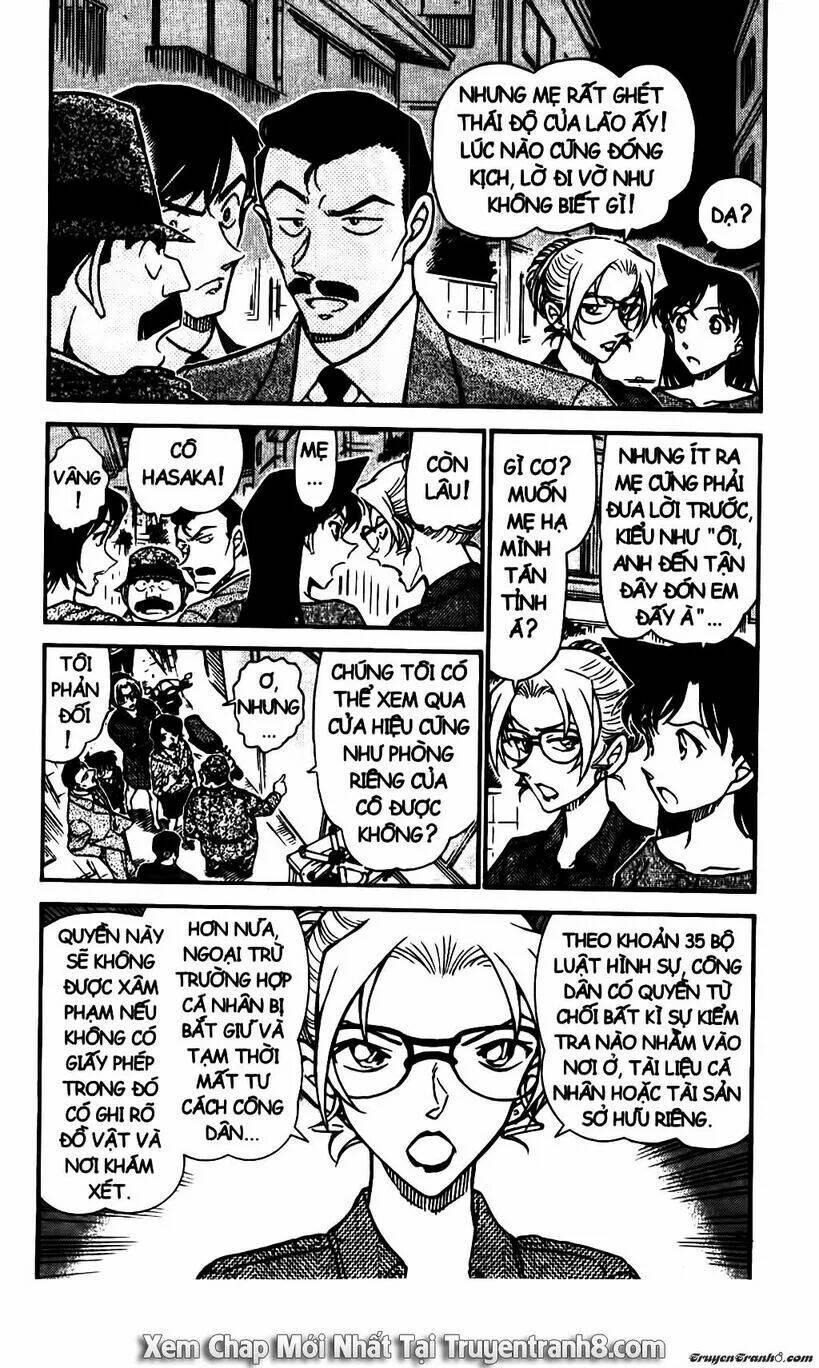 NHƯNG MẸ RẤT GHÉT
THÁI ĐỘ CỦA LÃO ẤY!
LÚC NÀO CŨNG ĐÓNG
KỊCH, LỜ ĐI VỜ NHƯ
KHÔNG BIẾT GÌ!
DẠ?
NHƯNG ÍT RA
MẸ CŨNG PHẢI
ĐƯA LỜI TRƯỚC,
KIỂU NHƯ "ÔI,
ANH ĐẾN TẬN
ĐÂY ĐÓN EM
ĐẤY À"...
GÌ CƠ?
MUỐN
MẸ HẠ
MÌNH
TÁN
TỈNH
Á?
CÒN
LÂU!
MẸ
...
CÔ
HASAKA!
VÂNG
!
CHÚNG TÔI CÓ
THỂ XEM QUA
CỬA HIỆU CŨNG
NHƯ PHÒNG
RIÊNG CỦA
CÔ ĐƯỢC
KHÔNG?
Ơ,
NHƯNG
...
TÔI
PHẢN
ĐỐI
!
THEO KHOẢN 35 BỘ
LUẬT HÌNH SỰ, CÔNG
DÂN CÓ QUYỀN TỪ
CHỐI BẤT KÌ SỰ KIỂM
TRA NÀO NHẰM VÀO
NƠI Ở, TÀI LIỆU CÁ
NHÂN HOẶC TÀI SẢN
SỞ HƯU RIÊNG.
HƠN NƯA,
NGOẠI TRỪ
TRƯỜNG HỢP
CÁ NHÂN BỊ
BẮT GIƯ VÀ
TẠM THỜI
MẤT TƯ
CÁCH CÔNG
DÂN...
QUYỀN NÀY
SẼ KHÔNG
ĐƯỢC XÂM
PHẠM NẾU
KHÔNG CÓ
GIẤY PHÉP
TRONG ĐÓ
CÓ GHI RÕ
ĐỒ VẬT VÀ
NƠI KHÁM
XÉT.
Xem Chap Mới Nhất Tại Truyentranh8.com
TruyenTranh8.com